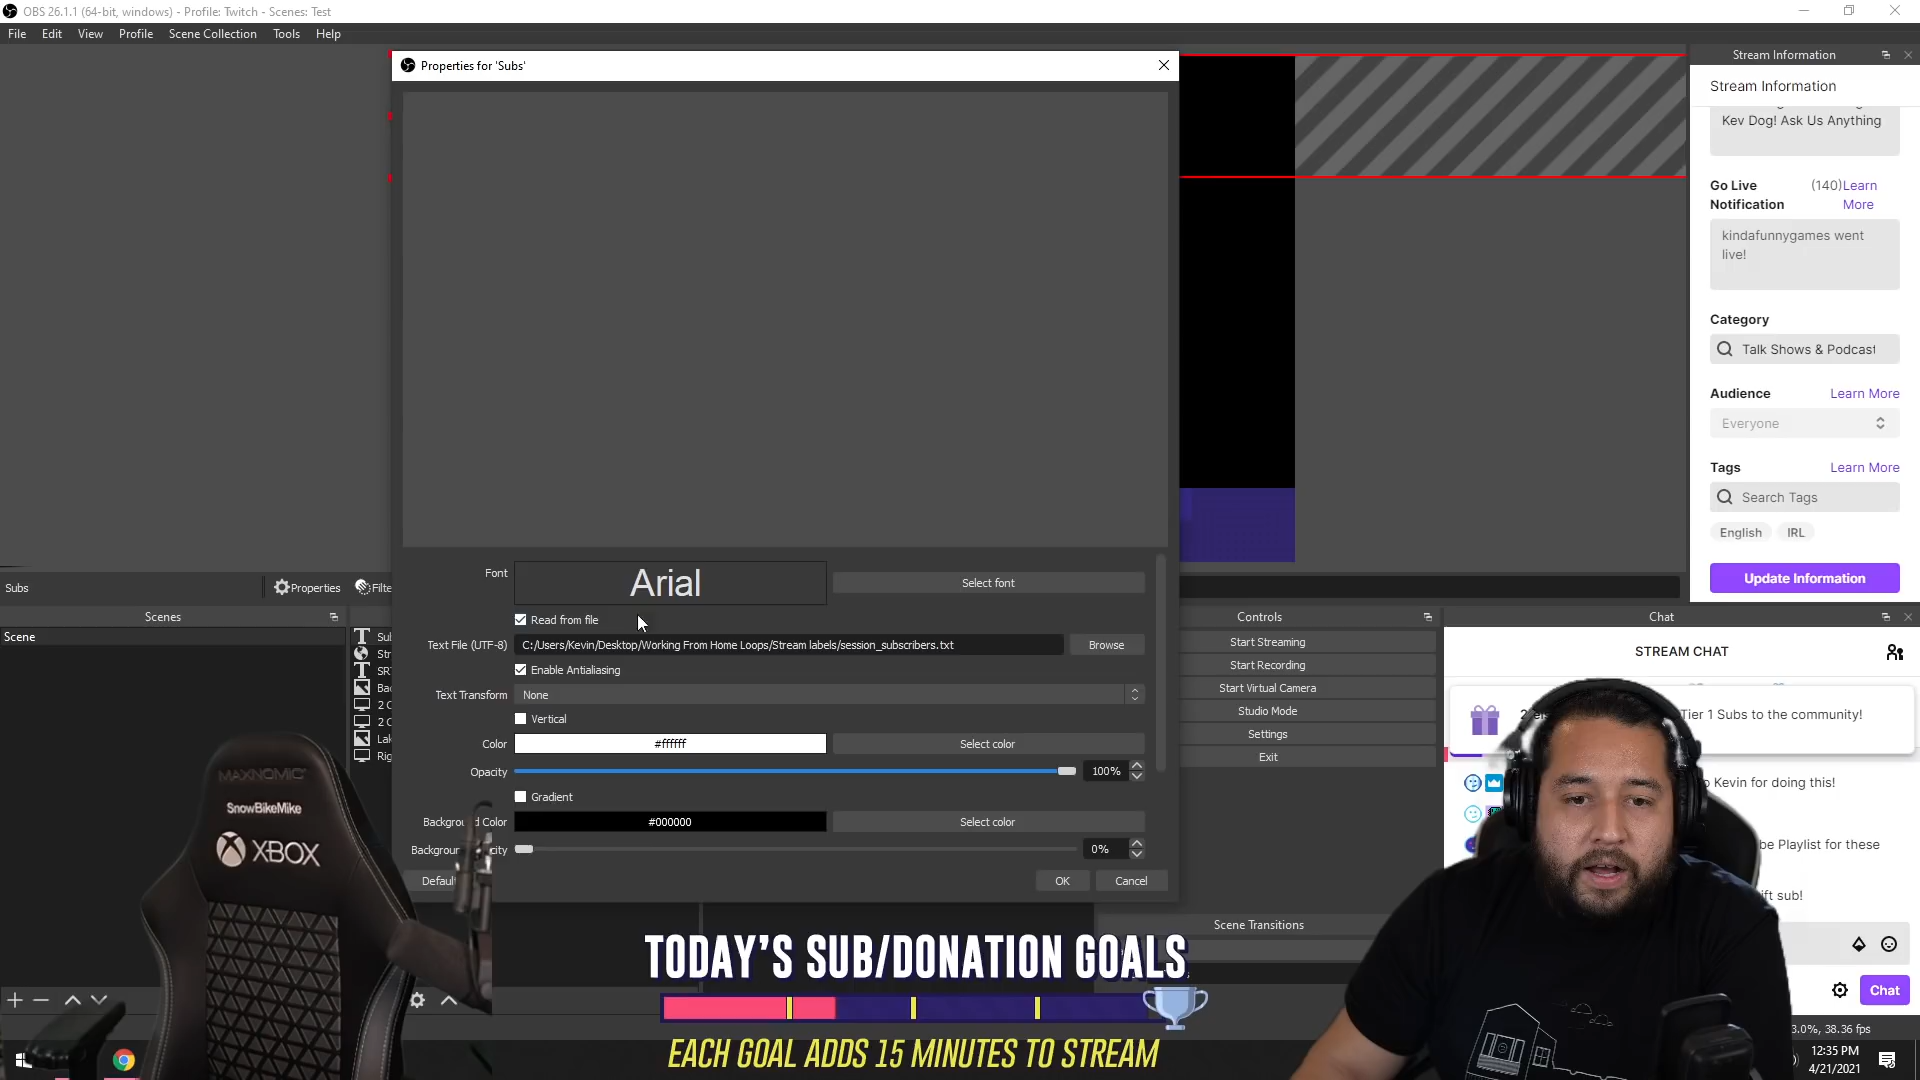 OBS 26.1.1 (64-bit, windows) - Profile: Twitch - Scenes: Test
File Edit View Profile Scene Collection Tools Help
Properties for 'Subs'
Stream Information
Stream Information
Kev Dog! Ask Us Anything
Go Live Notification (140) Learn More
kindafunnygames went live!
Category
Talk Shows & Podcast
Audience Learn More
Everyone
Tags Learn More
Search Tags
English IRL
Update Information
Font Arial Select font
Read from file
Text File (UTF-8) C:/Users/Kevin/Desktop/Working From Home Loops/Stream labels/session_subscribers.txt Browse
Enable Antialiasing
Text Transform None
Vertical
Color #ffffff Select color
Opacity 100%
Gradient
Background Color #000000 Select color
0%
OK Cancel
Subs Properties
Scenes
Scene
Controls
Start Streaming
Start Recording
Start Virtual Camera
Studio Mode
Settings
Exit
Scene Transitions
Chat
STREAM CHAT
Tier 1 Subs to the community!
Kevin for doing this!
Playlist for these
sub!
Chat
MAXNOMIC
SnowBikeMike
XBOX
TODAY'S SUB/DONATION GOALS
EACH GOAL ADDS 15 MINUTES TO STREAM
38.36 fps
12:35 PM
4/21/2021